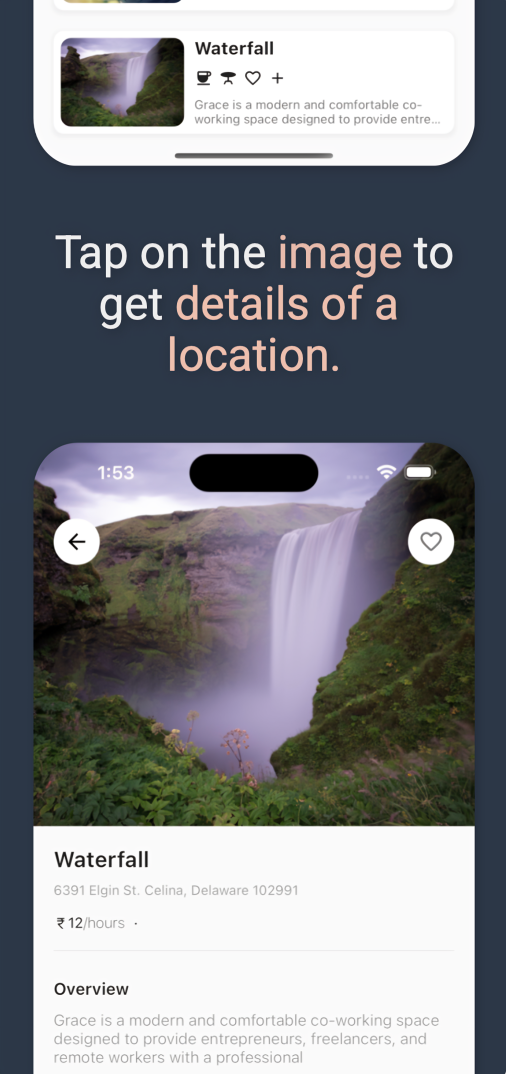 Waterfall
Grace is a modern and comfortable co-
working space designed to provide entre...
Tap on the image to
get details of a
location.
1:53
Waterfall
6391 Elgin St. Celina, Delaware 102991
₹ 12/hours ·
Overview
Grace is a modern and comfortable co-working space
designed to provide entrepreneurs, freelancers, and
remote workers with a professional